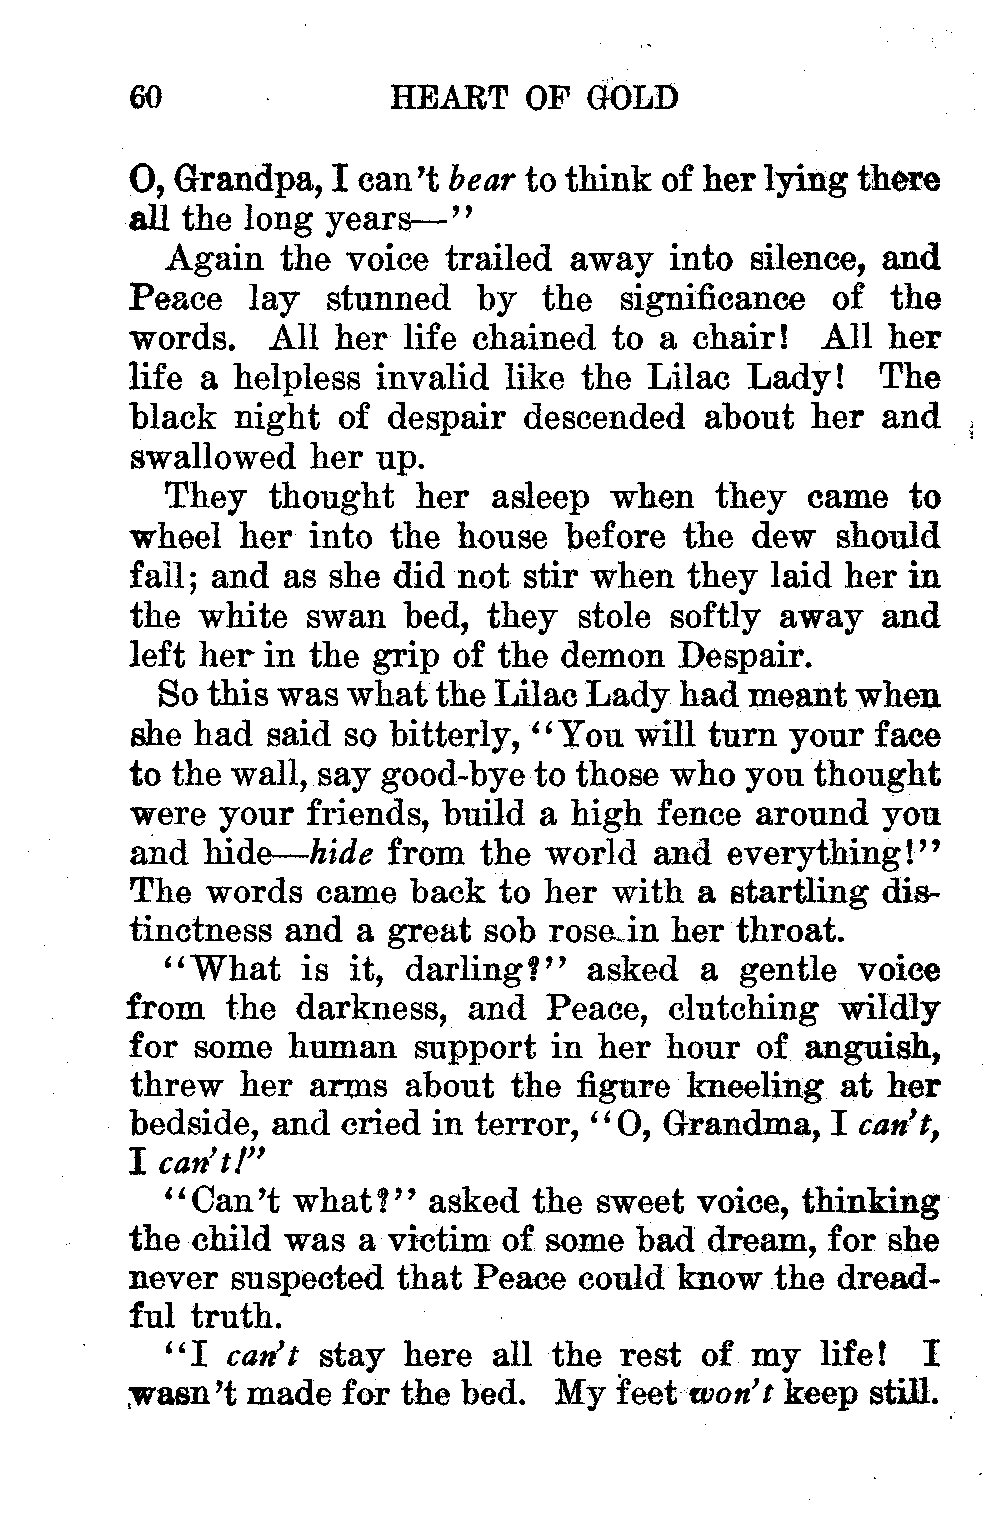 60 HEART OF GOLD
O, Grandpa, I can't bear to think of her lying there
all the long years—"
Again the voice trailed away into silence, and
Peace lay stunned by the significance of the
words. All her life chained to a chair! All her
life a helpless invalid like the Lilac Lady! The
black night of despair descended about her and
swallowed her up.
They thought her asleep when they came to
wheel her into the house before the dew should
fall; and as she did not stir when they laid her in
the white swan bed, they stole softly away and
left her in the grip of the demon Despair.
So this was what the Lilac Lady had meant when
she had said so bitterly, "You will turn your face
to the wall, say good-bye to those who you thought
were your friends, build a high fence around you
and hide—hide from the world and everything!"
The words came back to her with a startling dis-
tinctness and a great sob rose in her throat.
"What is it, darling?" asked a gentle voice
from the darkness, and Peace, clutching wildly
for some human support in her hour of anguish,
threw her arms about the figure kneeling at her
bedside, and cried in terror, "O, Grandma, I can't,
I can't!"
"Can't what?" asked the sweet voice, thinking
the child was a victim of some bad dream, for she
never suspected that Peace could know the dread-
ful truth.
"I can't stay here all the rest of my life! I
wasn't made for the bed. My feet won't keep still.